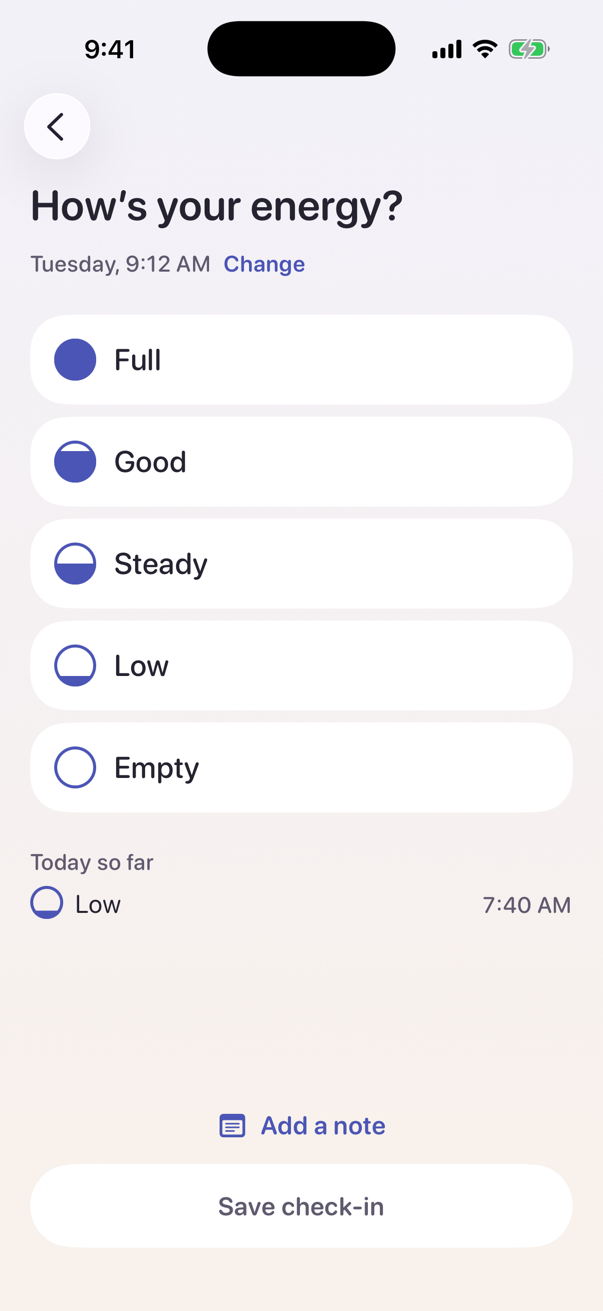 9:41
How's your energy?
Tuesday, 9:12 AM Change
Full
Good
Steady
Low
Empty
Today so far
Low 7:40 AM
Add a note
Save check-in